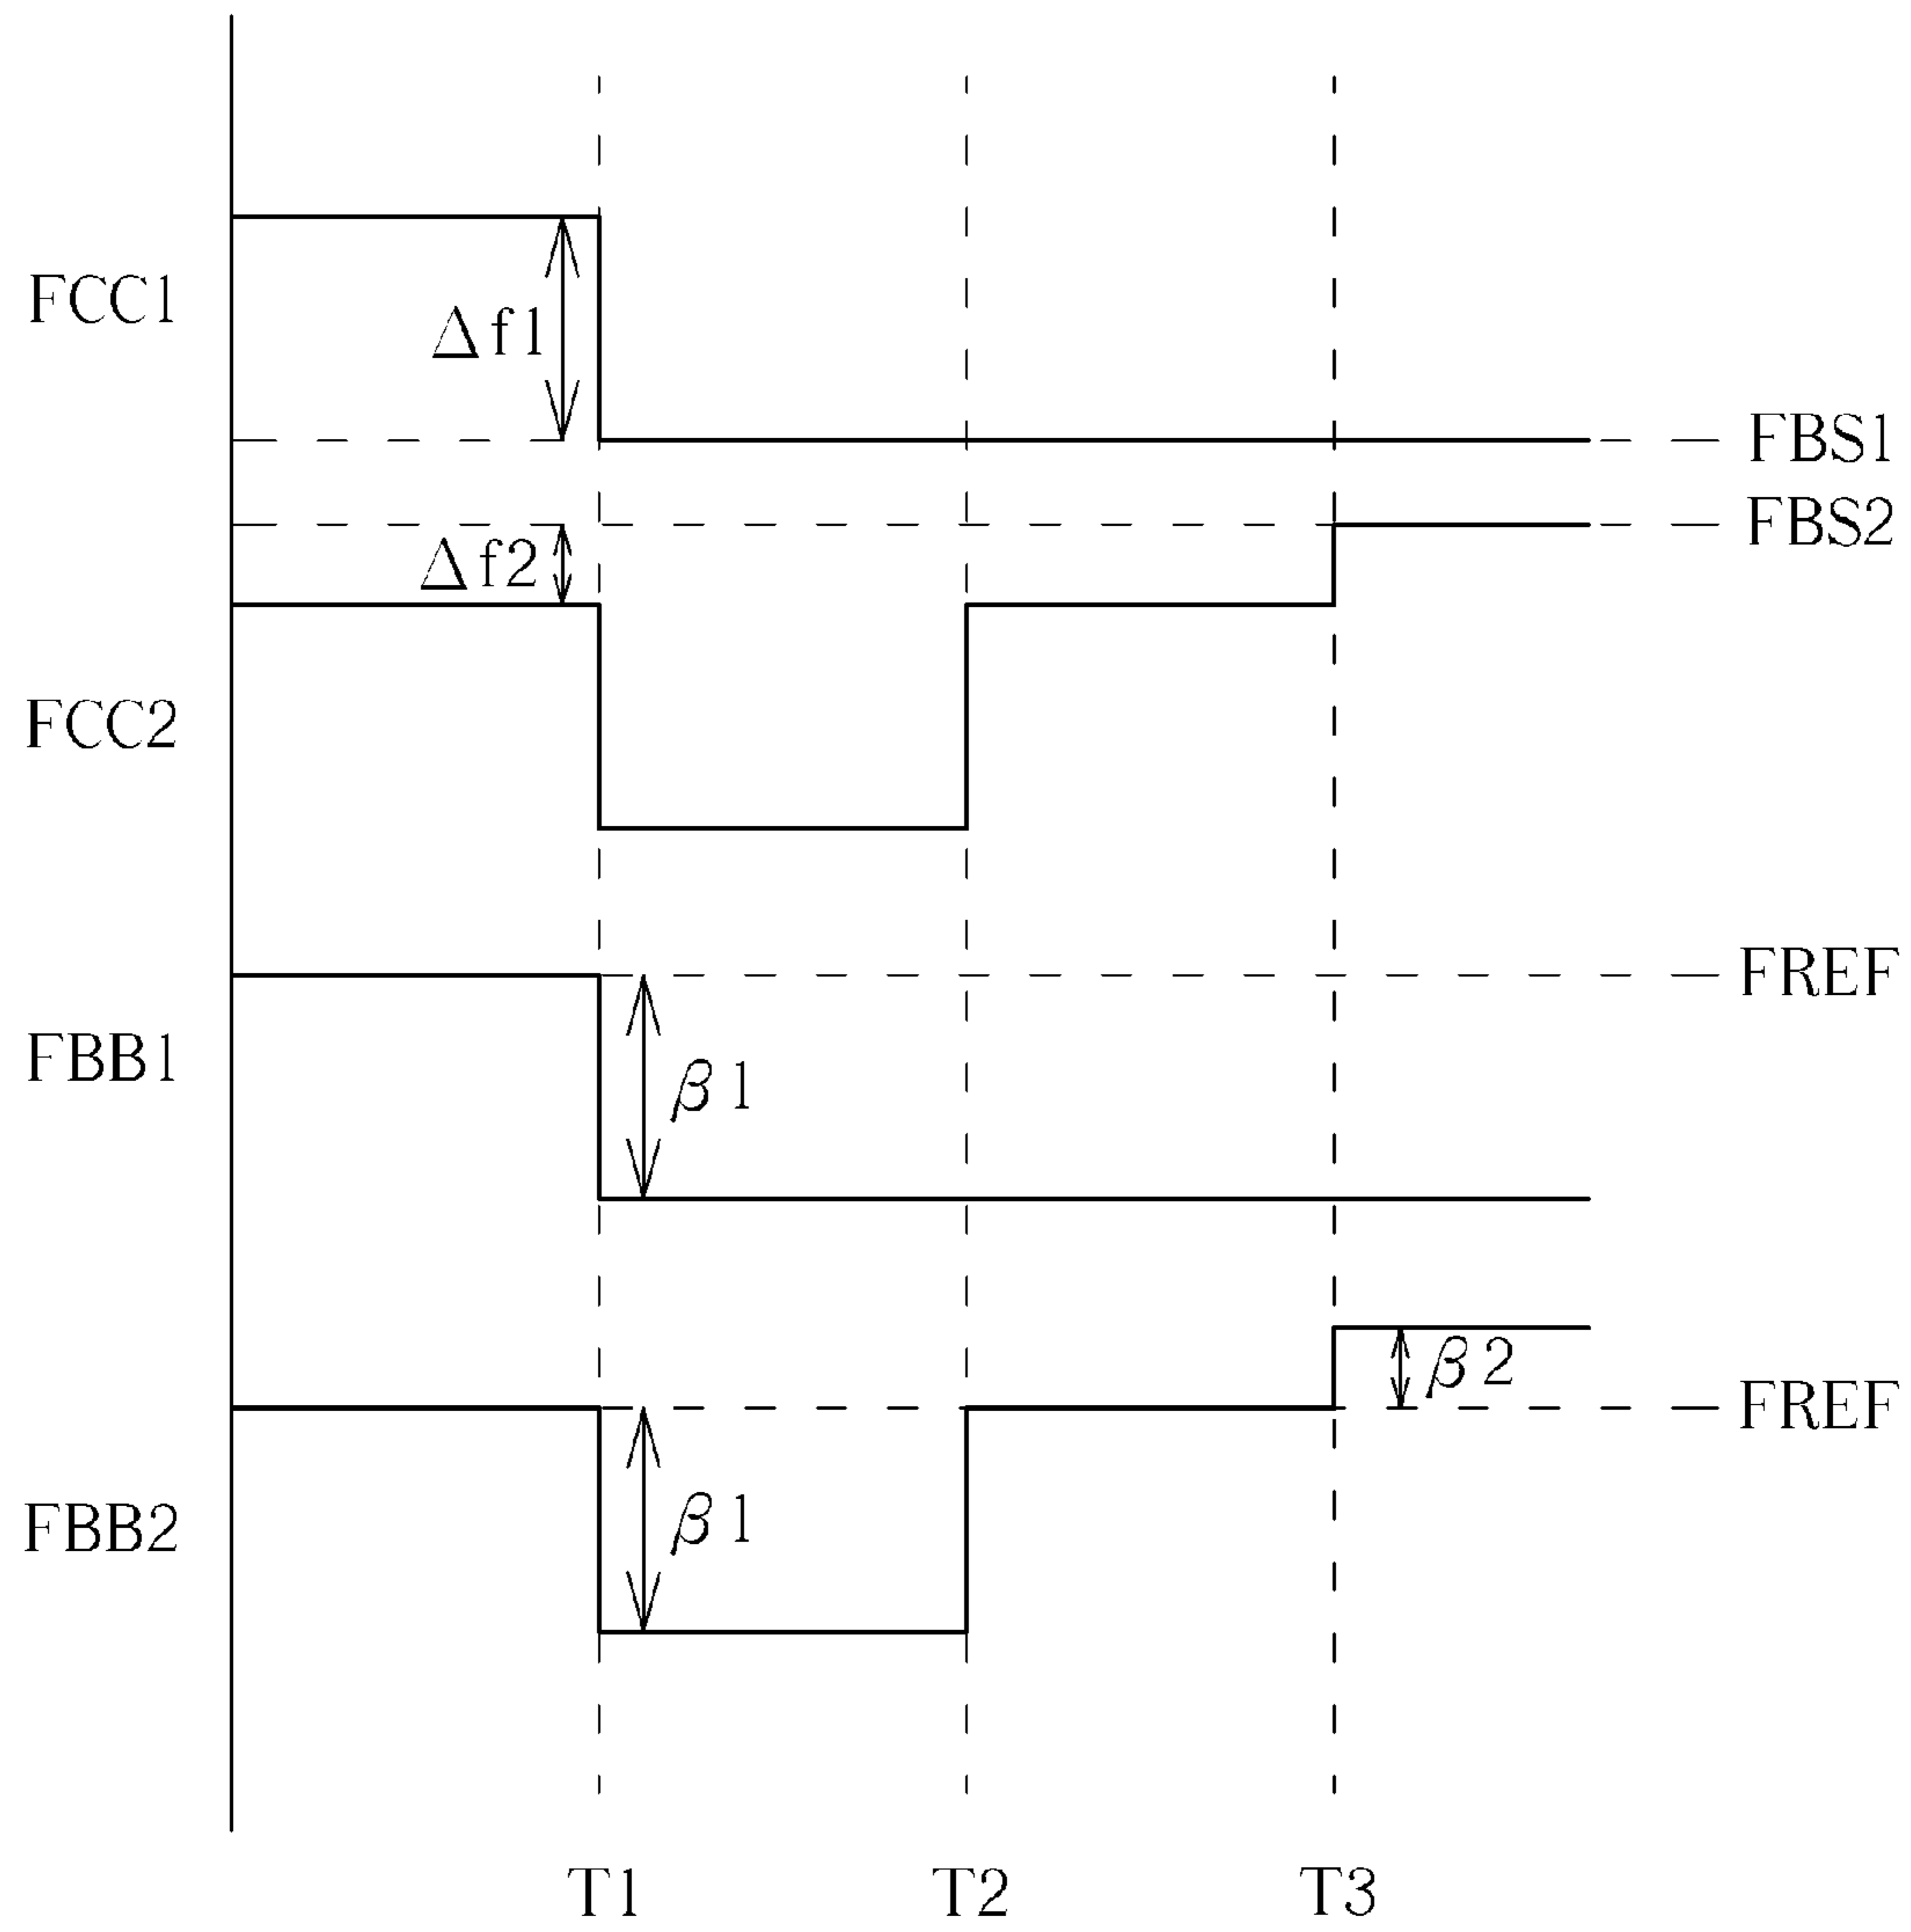 FCC1
Δf1
FBS1
FBS2
Δf2
FCC2
FREF
FBB1
β1
β2
FREF
FBB2
β1
T1
T2
T3